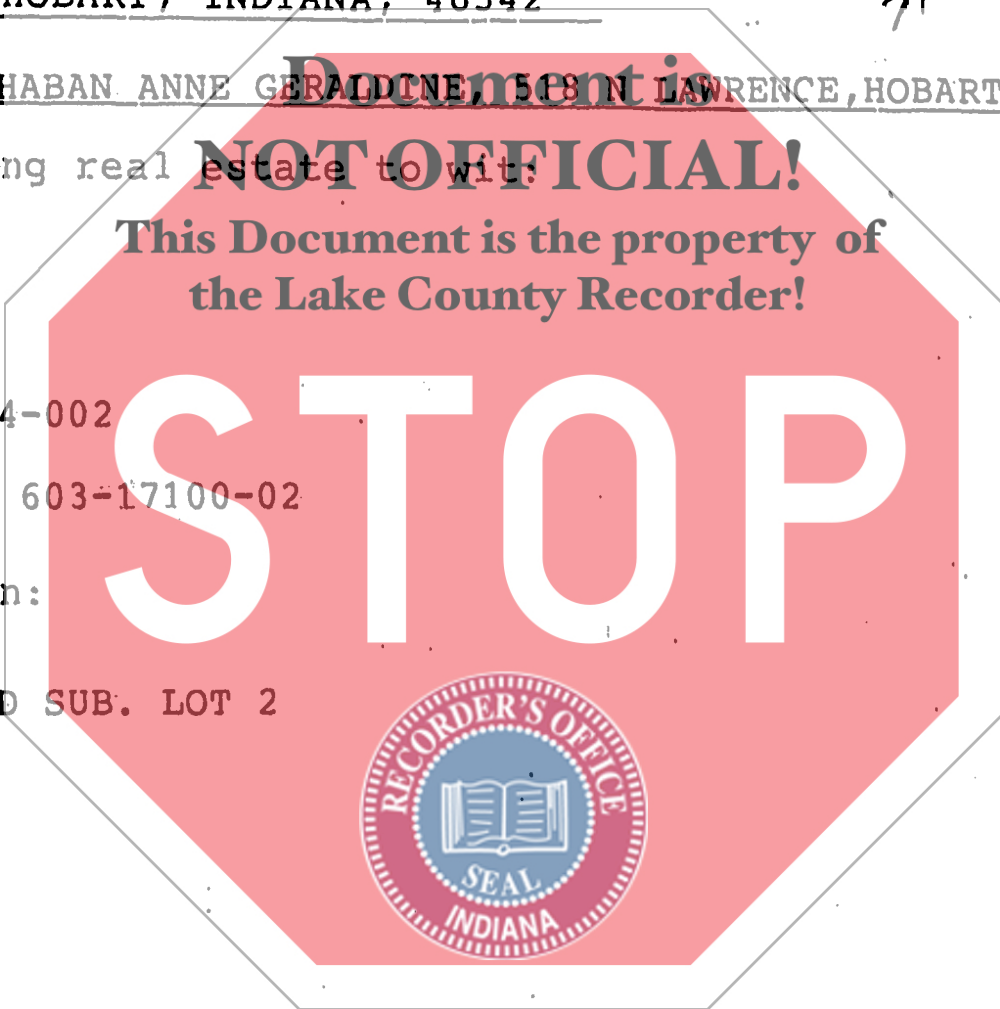 HOBART, INDIANA, 46342
HABAN ANNE GERALDINE, 518 N LAWRENCE, HOBART
ng real estate to wit:
Document is
NOT OFFICIAL!
This Document is the property of
the Lake County Recorder!
4-002
603-17100-02
n:
D SUB. LOT 2
STOP
RECORDER'S OFFICE
SEAL
INDIANA